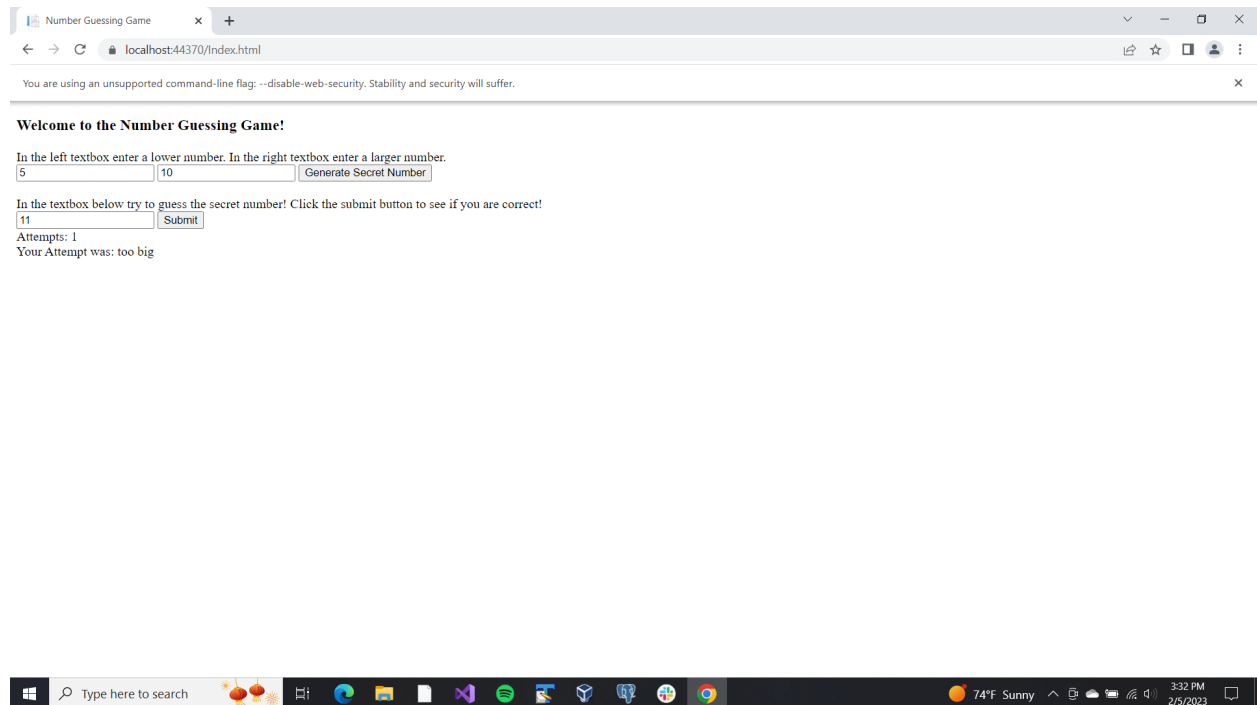 Number Guessing Game
localhost:44370/Index.html
You are using an unsupported command-line flag: --disable-web-security. Stability and security will suffer.
Welcome to the Number Guessing Game!
In the left textbox enter a lower number. In the right textbox enter a larger number.
5 10 Generate Secret Number
In the textbox below try to guess the secret number! Click the submit button to see if you are correct!
11 Submit
Attempts: 1
Your Attempt was: too big
Type here to search 74°F Sunny 3:32 PM
2/5/2023